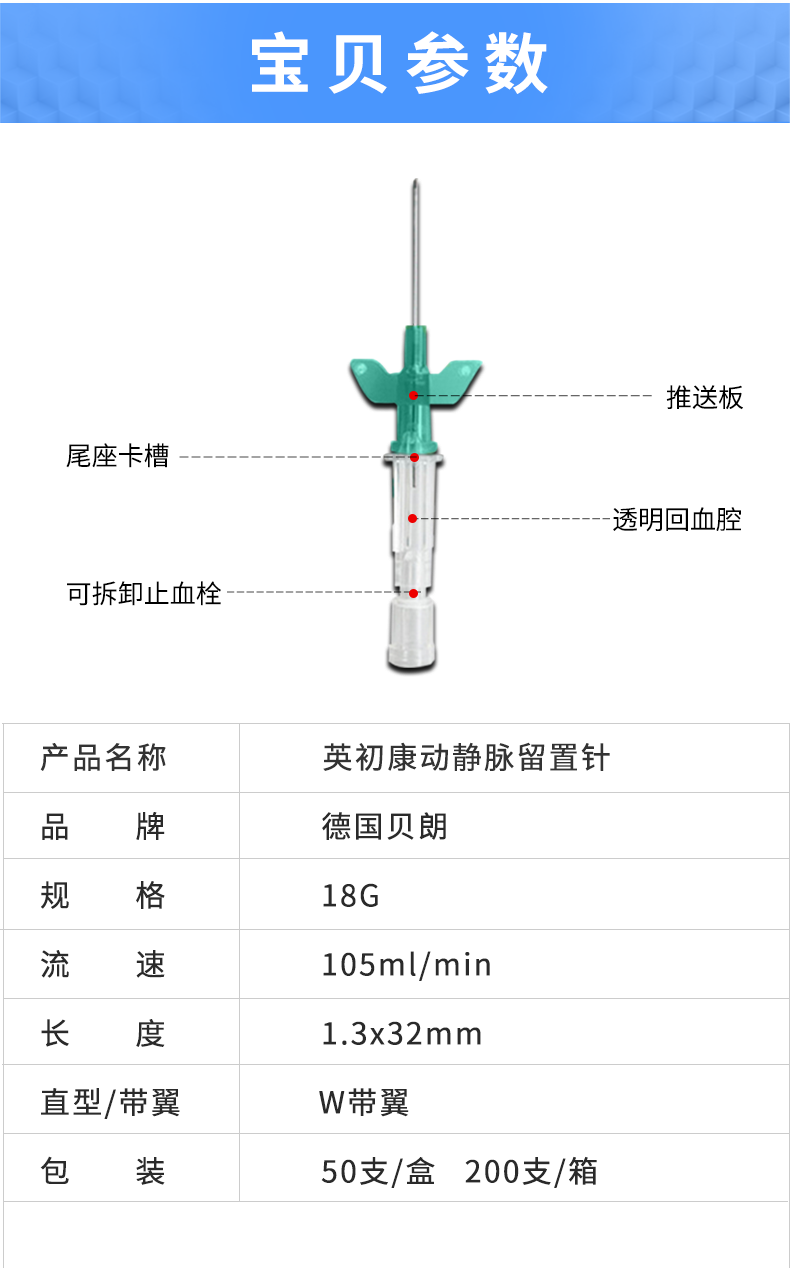 宝贝参数
推送板
尾座卡槽
透明回血腔
可拆卸止血栓
产品名称 英初康动静脉留置针
品 牌 德国贝朗
规 格 18G
流 速 105ml/min
长 度 1.3x32mm
直型/带翼 W带翼
包 装 50支/盒 200支/箱